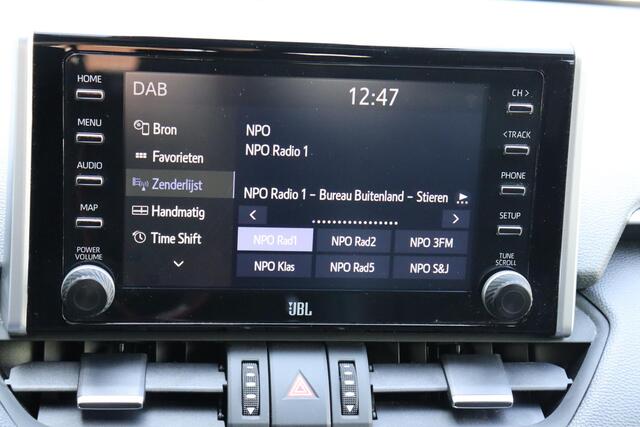 HOME
MENU
AUDIO
MAP
POWER
VOLUME
DAB
12:47
Bron
Favorieten
Zenderlijst
Handmatig
Time Shift
NPO
NPO Radio 1
NPO Radio 1 – Bureau Buitenland – Stieren
NPO Rad1 NPO Rad2 NPO 3FM
NPO Klas NPO Rad5 NPO S&J
CH >
< TRACK
PHONE
SETUP
TUNE
SCROLL
JBL